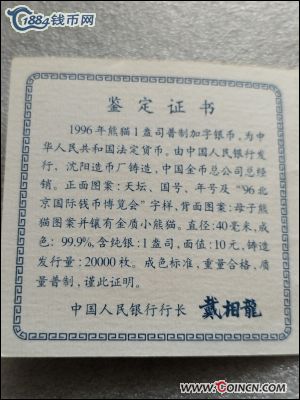 1884钱币网
鉴定证书
1996年熊猫1盎司普制加字银币,为中
华人民共和国法定货币。由中国人民银行发
行,沈阳造币厂铸造,中国金币总公司总经
销。正面图案:天坛、国号、年号及“96北
京国际钱币博览会”字样,背面图案:母子熊
猫图案并镶有金质小熊猫。直径:40毫米,成
色:99.9%,含纯银:1盎司,面值:10元,铸造
发行量:20000枚。成色标准,重量合格,质
量普制,谨此证明。
中国人民银行行长 戴相龍
www.COINCN.com